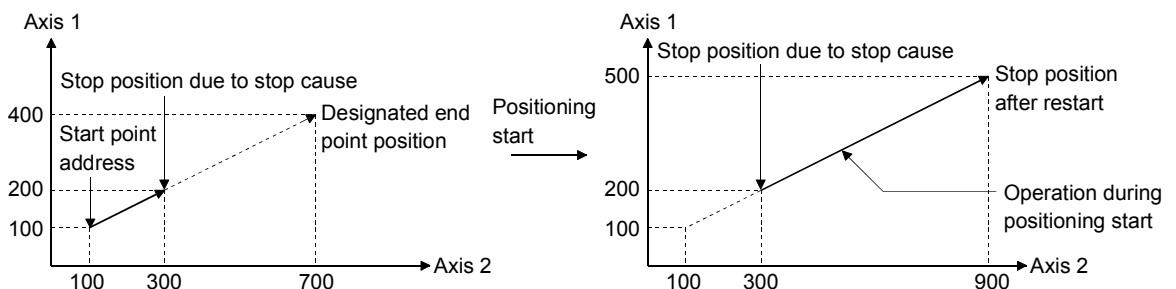 Axis 1
Stop position due to stop cause
400
Designated end
point position
Start point
address
200
100
100
300
700
Axis 2
Positioning
start
Axis 1
Stop position due to stop cause
500
Stop position
after restart
200
Operation during
positioning start
100
100
300
900
Axis 2